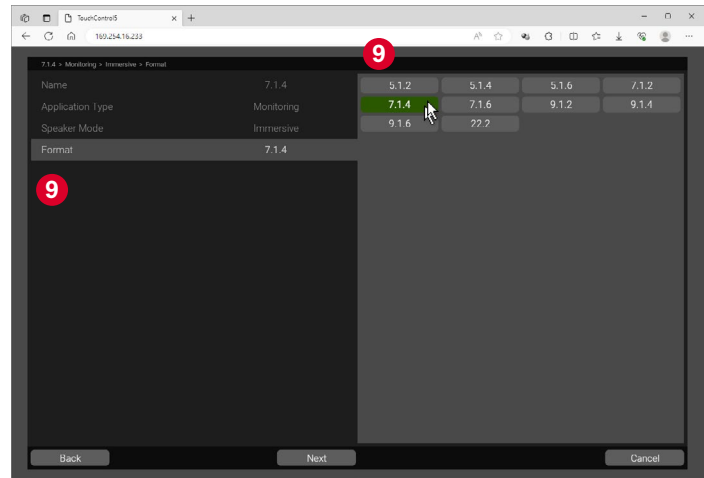 TouchControl5
169.254.16.233
9
7.1.4 > Monitoring > Immersive > Format
Name 7.1.4
Application Type Monitoring
Speaker Mode Immersive
Format 7.1.4
9
5.1.2 5.1.4 5.1.6 7.1.2
7.1.4 7.1.6 9.1.2 9.1.4
9.1.6 22.2
Back Next Cancel